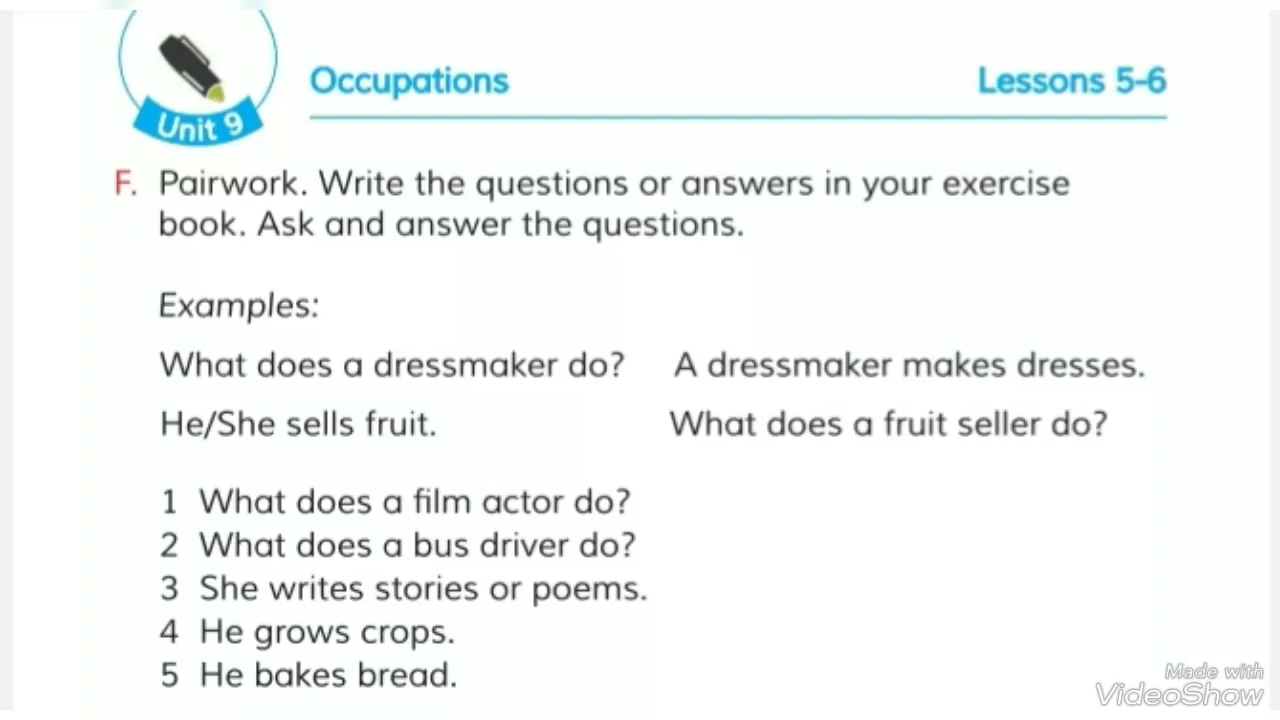 Occupations
Lessons 5-6
Unit 9
F. Pairwork. Write the questions or answers in your exercise
book. Ask and answer the questions.
Examples:
What does a dressmaker do? A dressmaker makes dresses.
He/She sells fruit. What does a fruit seller do?
1 What does a film actor do?
2 What does a bus driver do?
3 She writes stories or poems.
4 He grows crops.
5 He bakes bread.
Made with
VideoShow